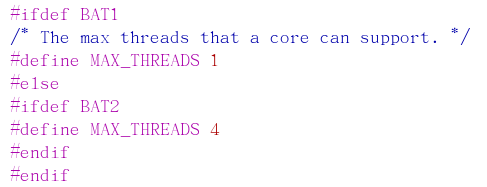 #ifdef BAT1
/* The max threads that a core can support. */
#define MAX_THREADS 1
#else
#ifdef BAT2
#define MAX_THREADS 4
#endif
#endif